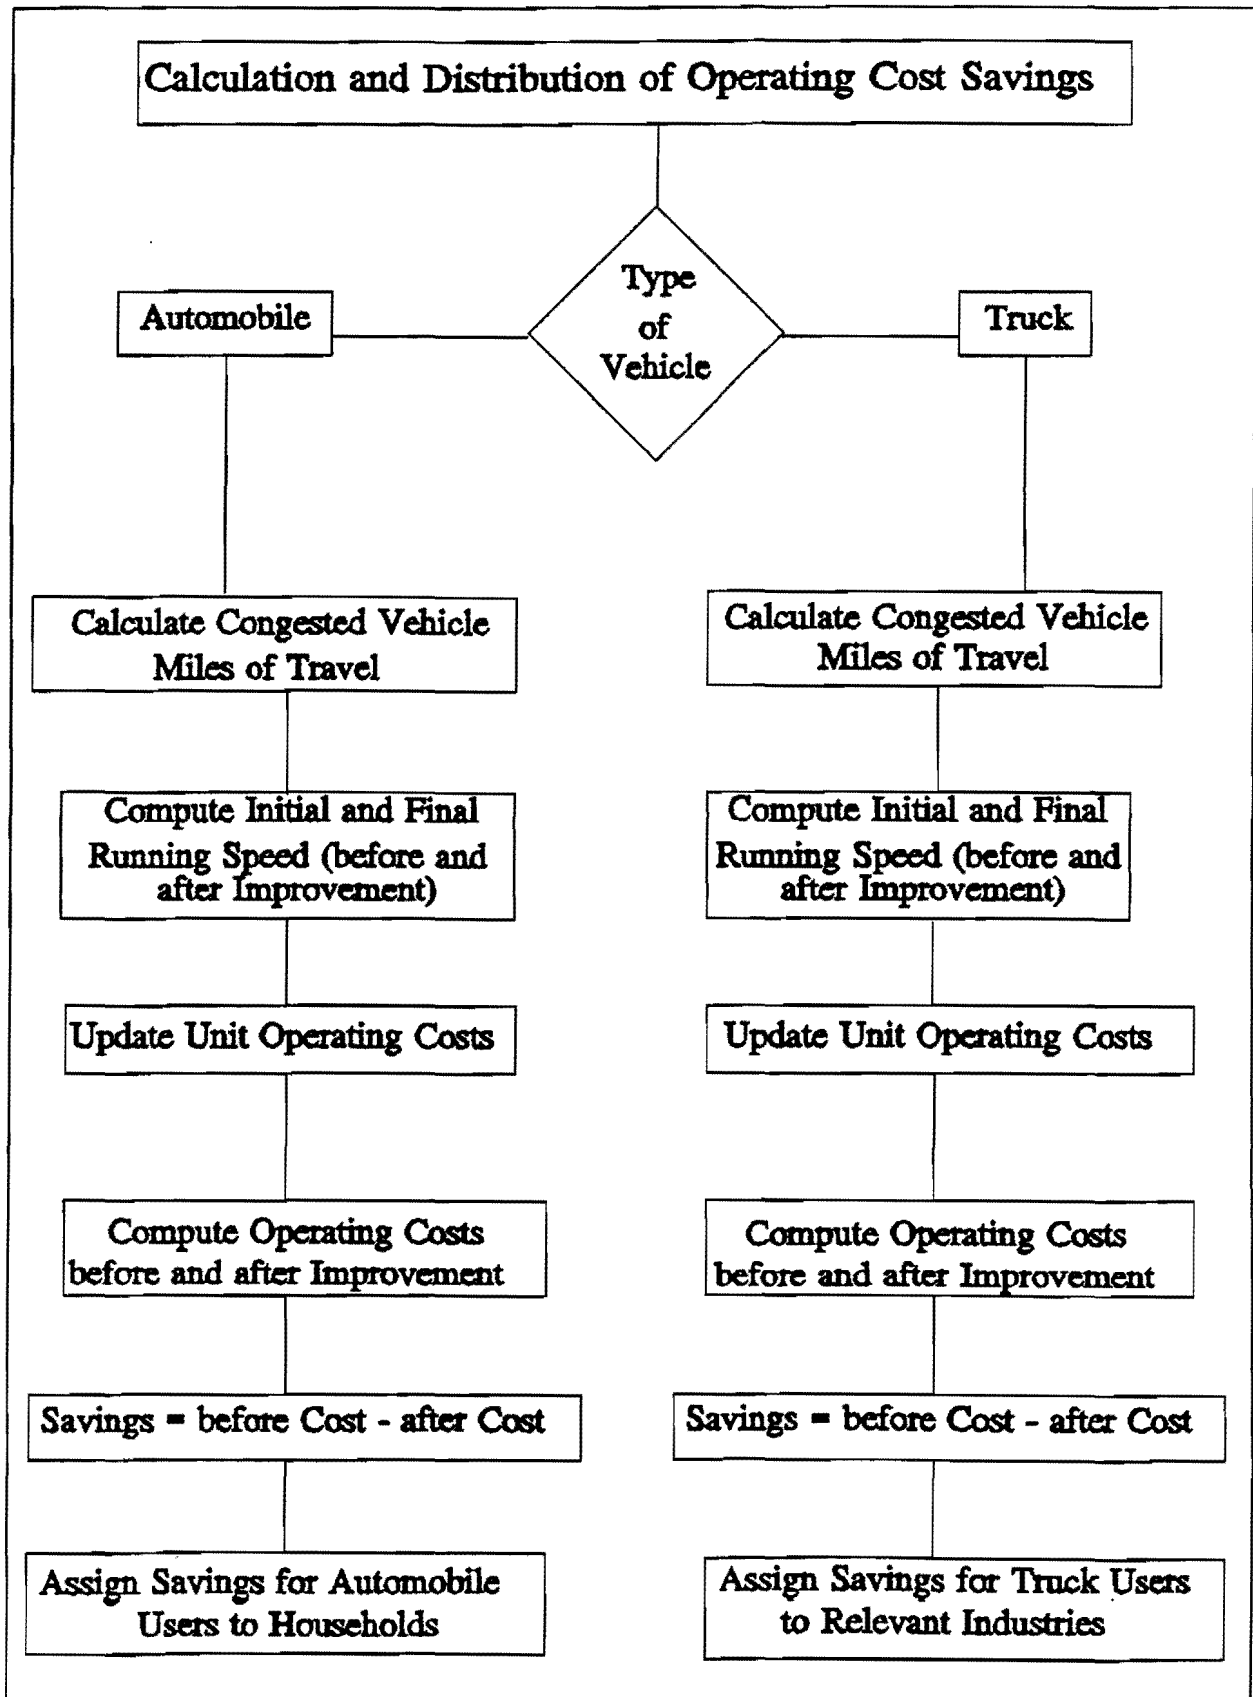 Calculation and Distribution of Operating Cost Savings
Type
of
Vehicle
Automobile
Truck
Calculate Congested Vehicle
Miles of Travel
Compute Initial and Final
Running Speed (before and
after Improvement)
Update Unit Operating Costs
Compute Operating Costs
before and after Improvement
Savings = before Cost - after Cost
Assign Savings for Automobile
Users to Households
Calculate Congested Vehicle
Miles of Travel
Compute Initial and Final
Running Speed (before and
after Improvement)
Update Unit Operating Costs
Compute Operating Costs
before and after Improvement
Savings = before Cost - after Cost
Assign Savings for Truck Users
to Relevant Industries